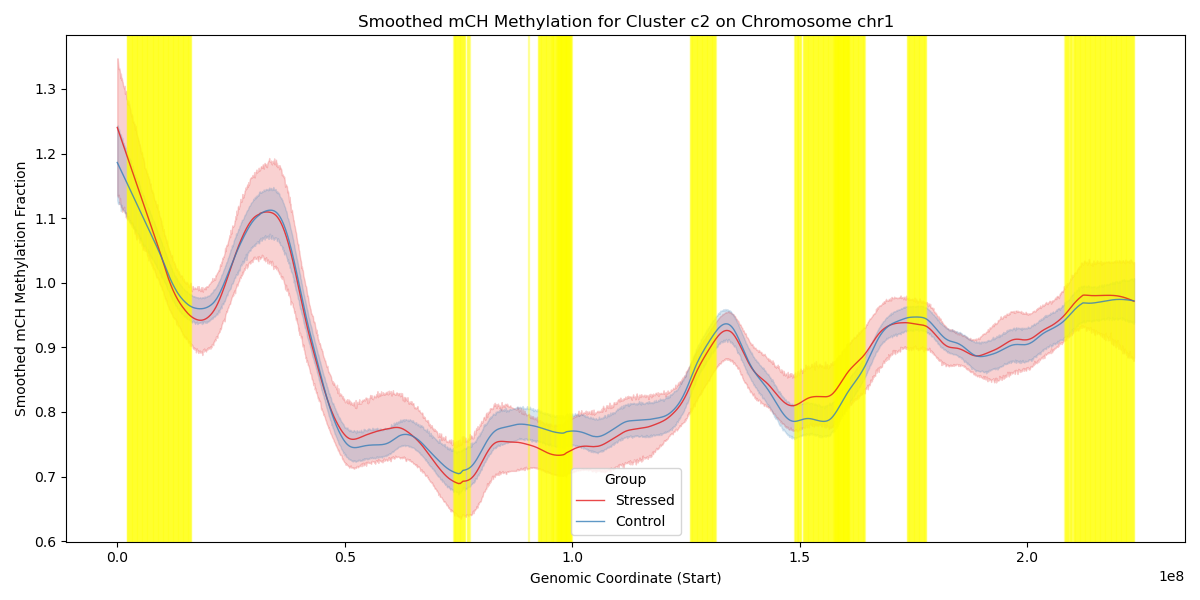 Smoothed mCH Methylation for Cluster c2 on Chromosome chr1
Smoothed mCH Methylation Fraction
1.3
1.2
1.1
1.0
0.9
0.8
0.7
0.6
Group
Stressed
Control
0.0
0.5
1.0
1.5
2.0
1e8
Genomic Coordinate (Start)